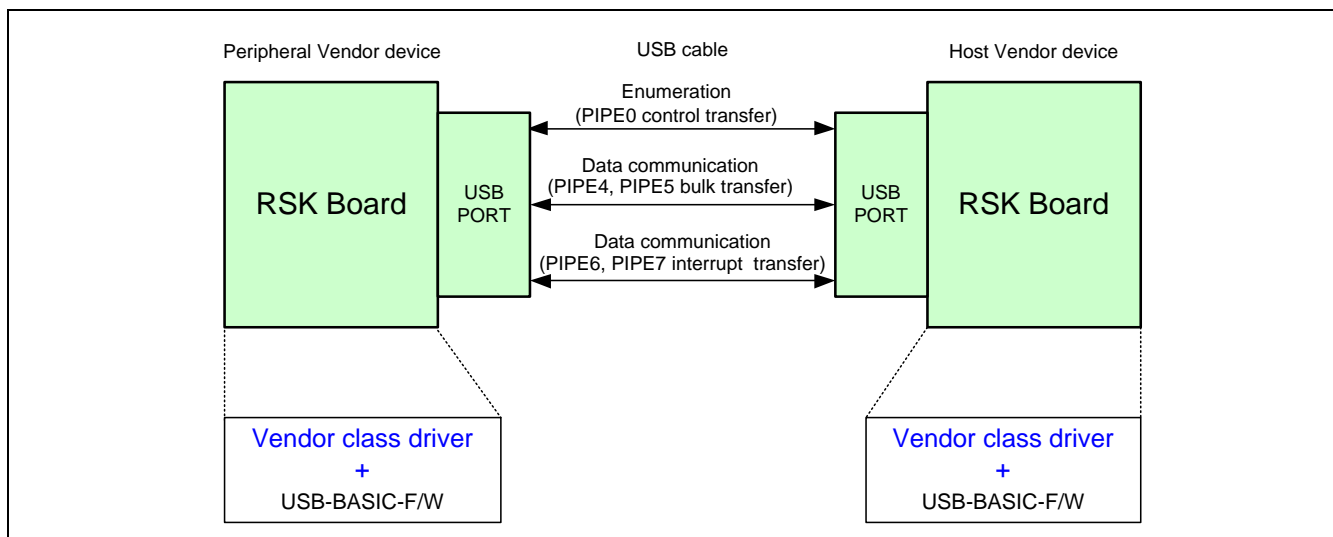 Peripheral Vendor device
USB cable
Host Vendor device
Enumeration
(PIPE0 control transfer)
Data communication
(PIPE4, PIPE5 bulk transfer)
Data communication
(PIPE6, PIPE7 interrupt transfer)
RSK Board
USB
PORT
USB
PORT
RSK Board
Vendor class driver
+
USB-BASIC-F/W
Vendor class driver
+
USB-BASIC-F/W